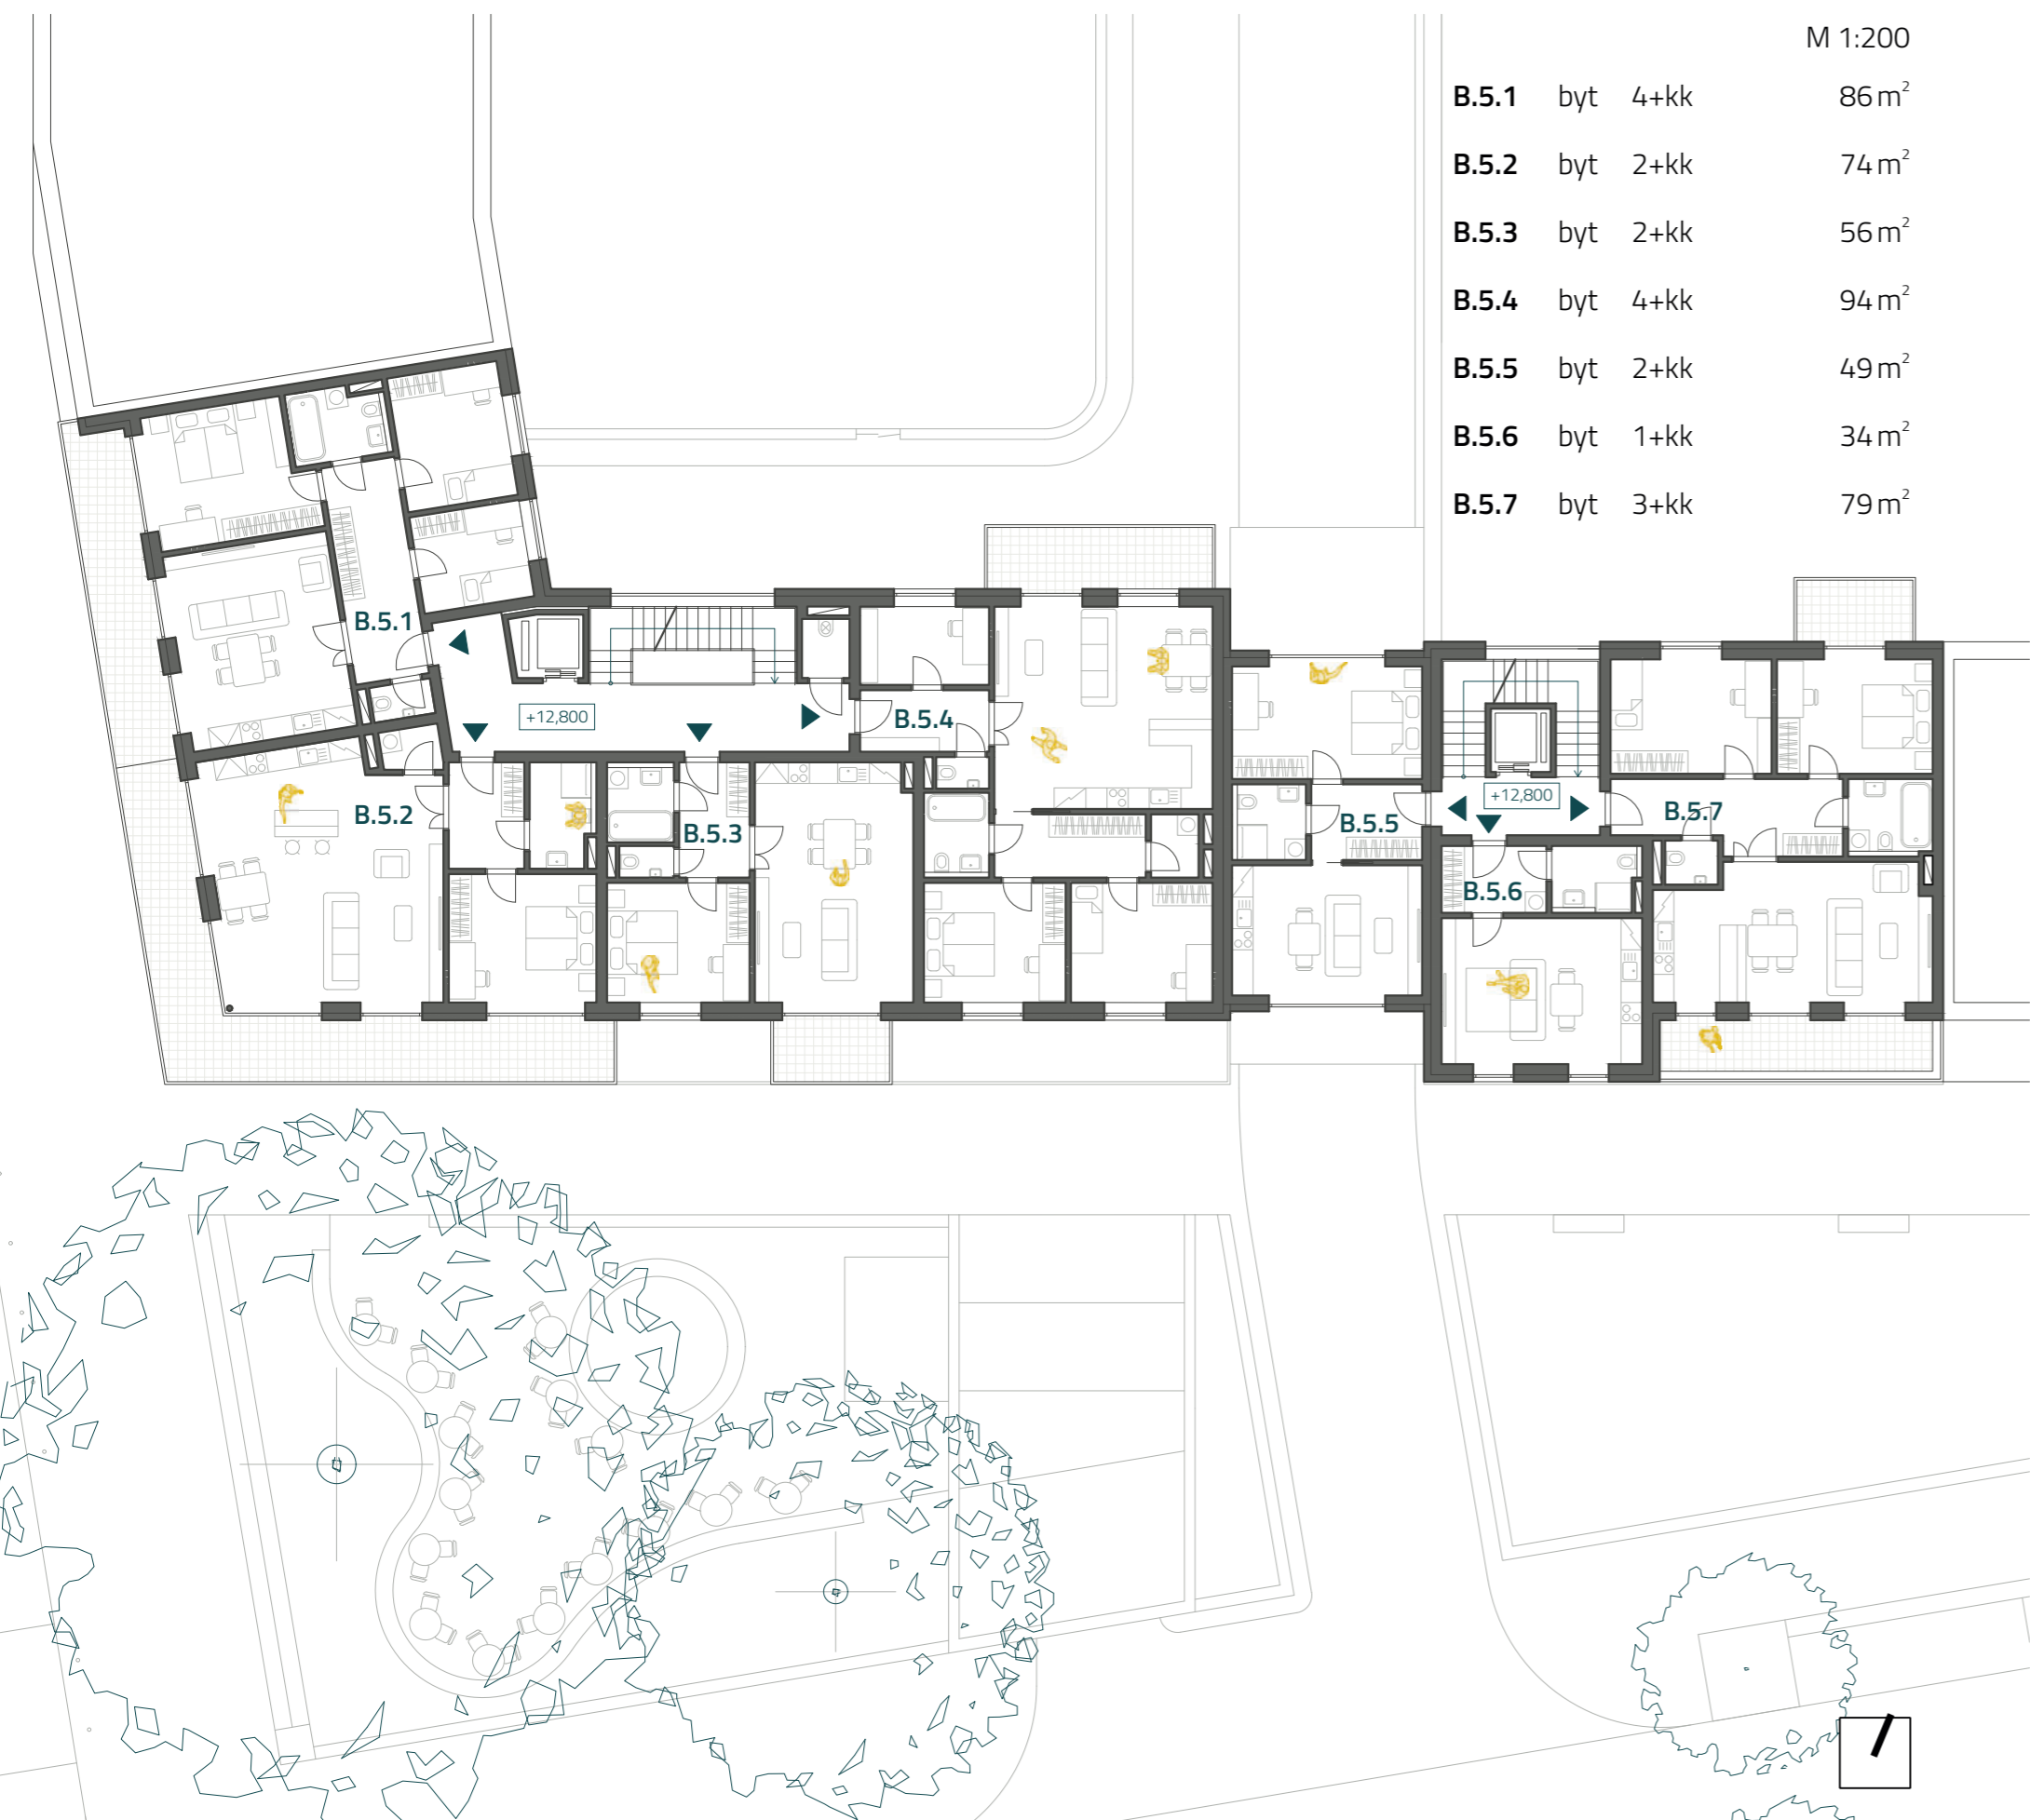 M 1:200
B.5.1 byt 4+kk 86 m²
B.5.2 byt 2+kk 74 m²
B.5.3 byt 2+kk 56 m²
B.5.4 byt 4+kk 94 m²
B.5.5 byt 2+kk 49 m²
B.5.6 byt 1+kk 34 m²
B.5.7 byt 3+kk 79 m²
B.5.1
+12,800
B.5.4
B.5.2
B.5.3
+12,800
B.5.5
B.5.7
B.5.6